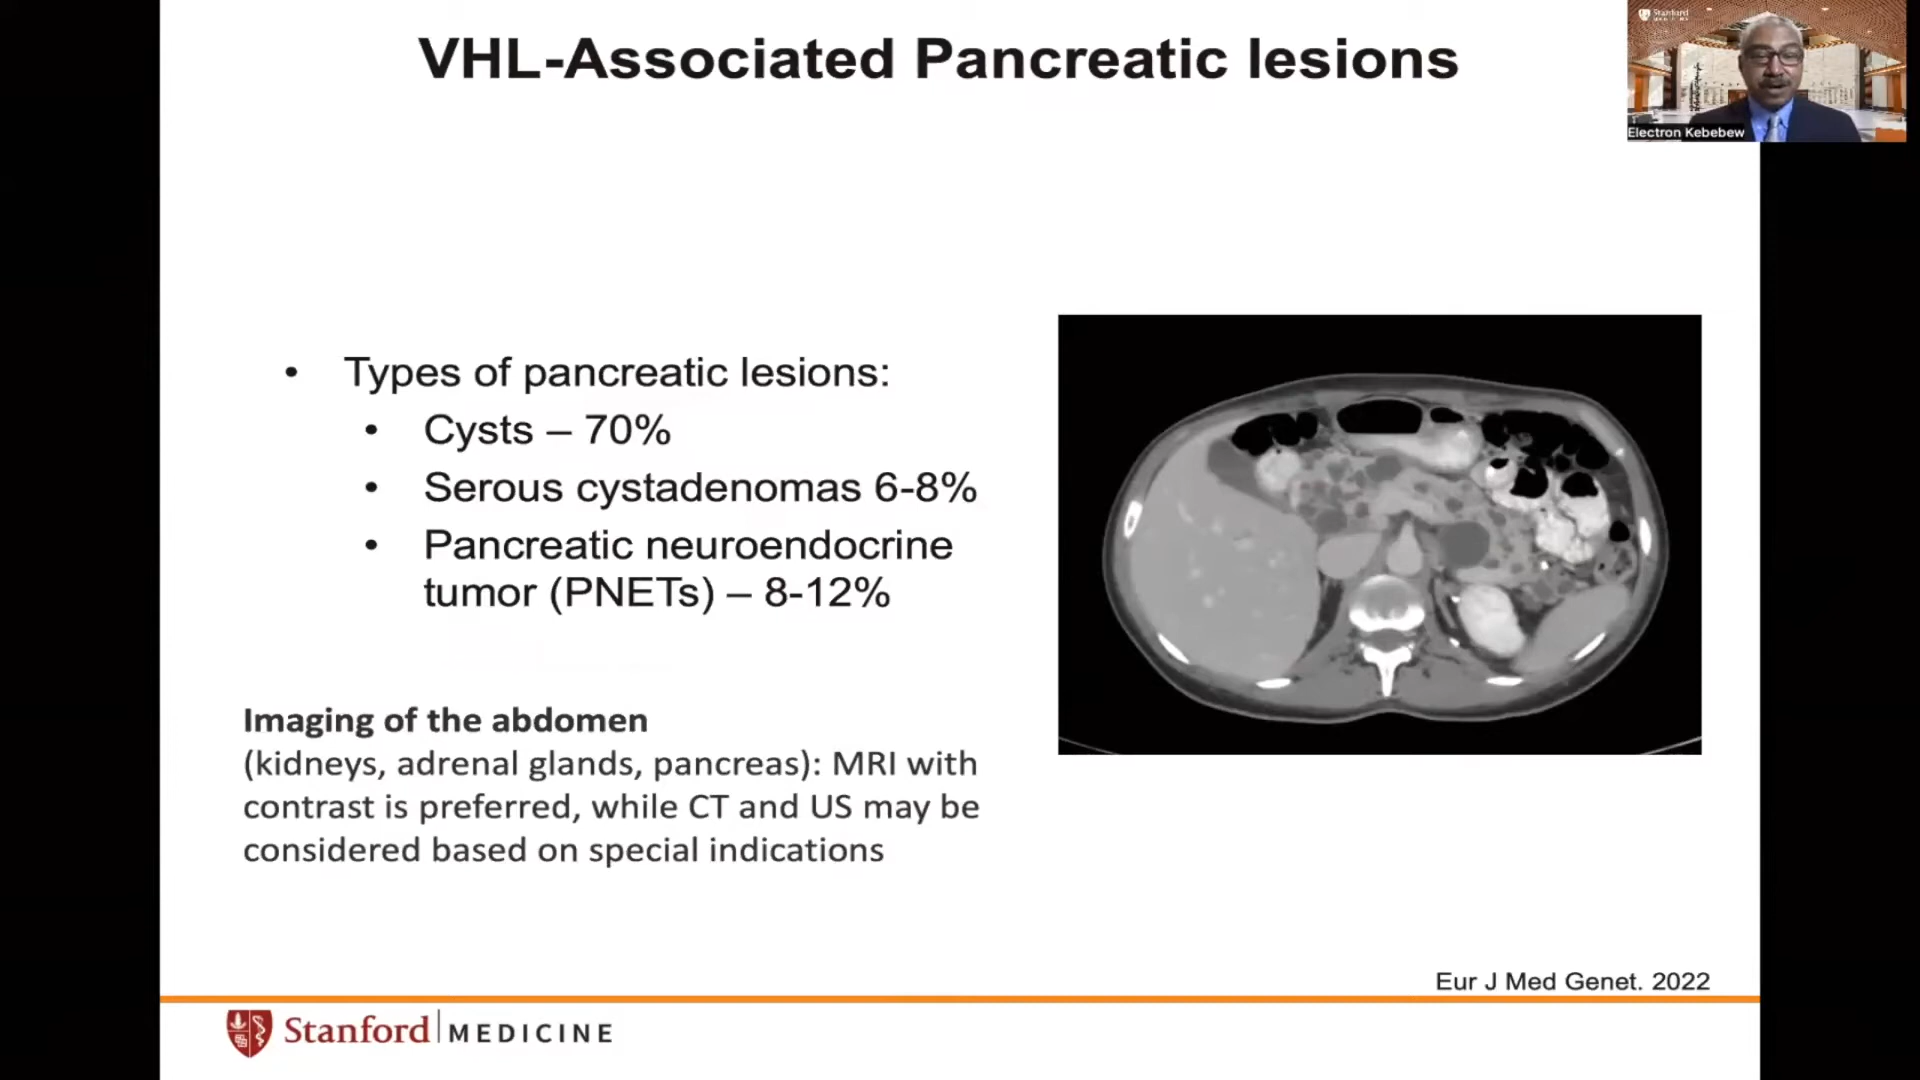 VHL-Associated Pancreatic lesions
Stanford
Electron Kebebew
• Types of pancreatic lesions:
• Cysts – 70%
• Serous cystadenomas 6-8%
• Pancreatic neuroendocrine
tumor (PNETs) – 8-12%
Imaging of the abdomen
(kidneys, adrenal glands, pancreas): MRI with
contrast is preferred, while CT and US may be
considered based on special indications
Eur J Med Genet. 2022
Stanford MEDICINE